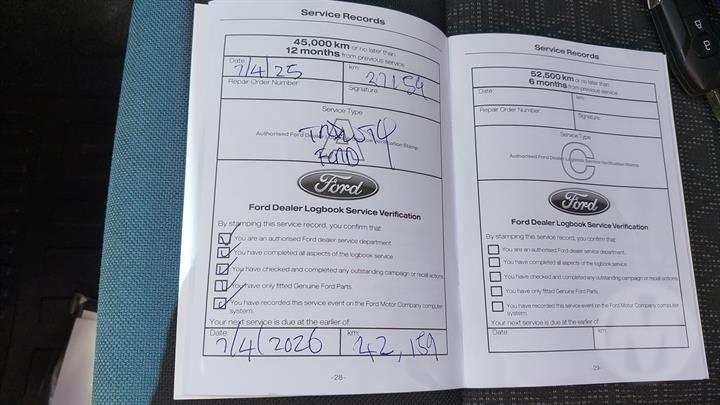 Service Records
45,000 km or no later than
12 months from previous service
Date: 7/4/25
km: 27159
Repair Order Number:
Signature:
Service Type
A
Authorised Ford Dealer Logbook Service Verification Stamp
FORD
Ford
Ford Dealer Logbook Service Verification
By stamping this service record, you confirm that:
You are an authorised Ford dealer service department.
You have completed all aspects of the logbook service.
You have checked and completed any outstanding campaign or recall actions.
You have only fitted Genuine Ford Parts.
You have recorded this service event on the Ford Motor Company computer
system.
Your next service is due at the earlier of:
Date: 7/4/2026
km: 42,159
-28-
Service Records
52,500 km or no later than
6 months from previous service
Date:
km:
Repair Order Number:
Signature:
Service Type
C
Authorised Ford Dealer Logbook Service Verification Stamp
Ford
Ford Dealer Logbook Service Verification
By stamping this service record, you confirm that:
You are an authorised Ford dealer service department.
You have completed all aspects of the logbook service.
You have checked and completed any outstanding campaign or recall actions.
You have only fitted Genuine Ford Parts.
You have recorded this service event on the Ford Motor Company computer
system.
Your next service is due at the earlier of:
Date:
km:
-29-